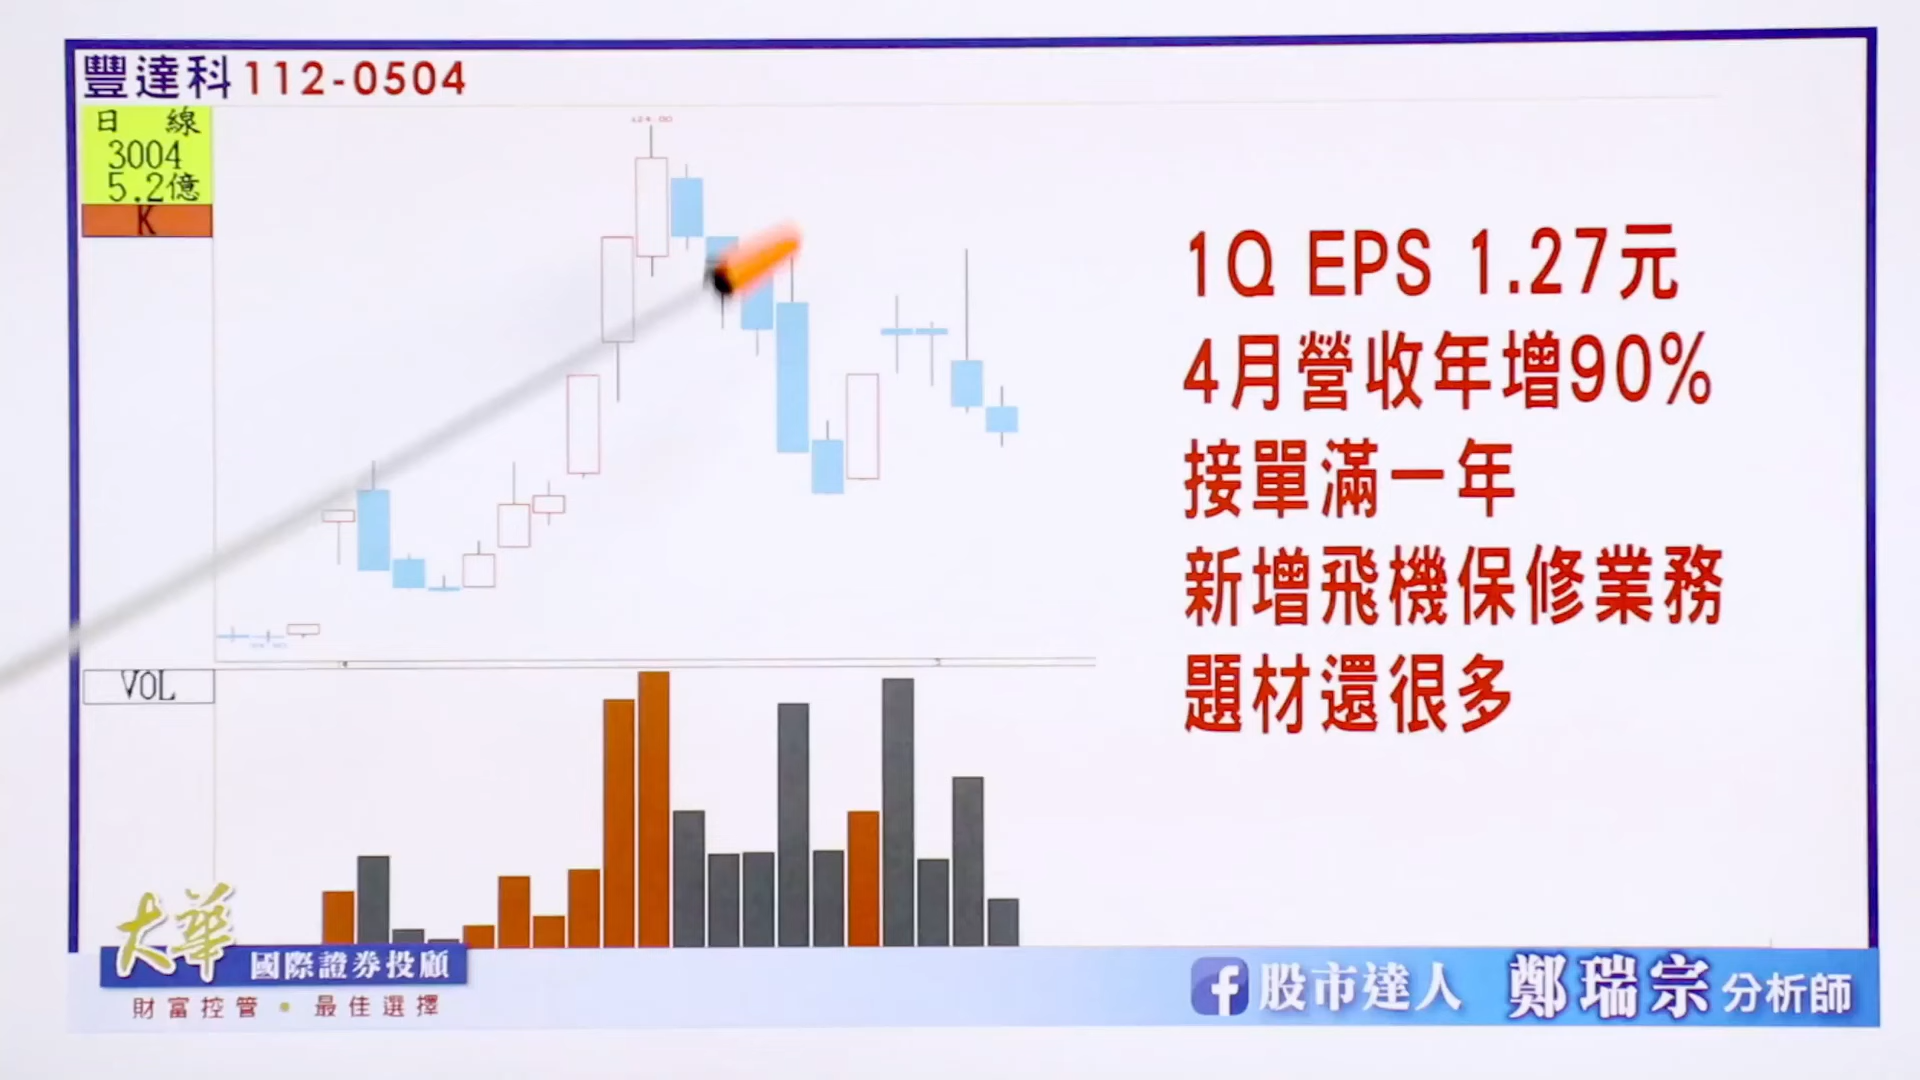 豐達科112-0504
日 線
3004
5.2億
K
1Q EPS 1.27元
4月營收年增90%
接單滿一年
新增飛機保修業務
題材還很多
VOL
大華
國際證券投顧
財富控管•最佳選擇
股市達人 鄭瑞宗 分析師